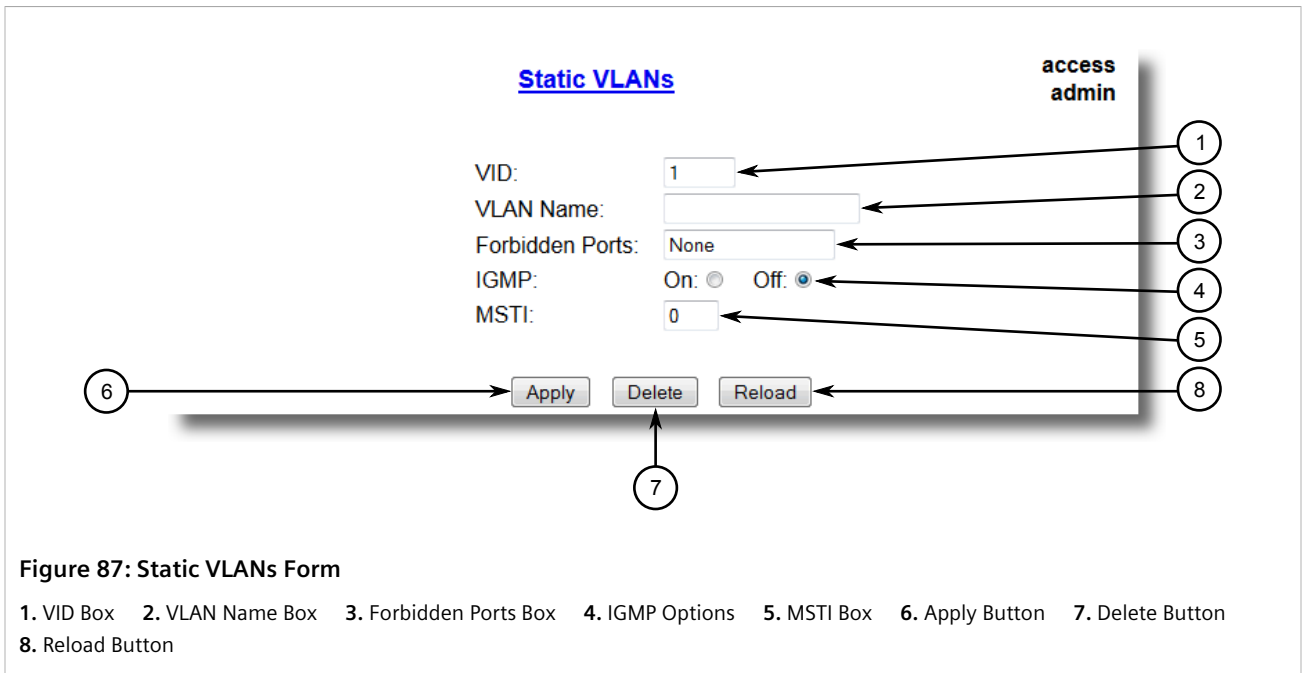 Static VLANs
access
admin
1
VID: 1
2
VLAN Name:
3
Forbidden Ports: None
IGMP: On: Off:
4
MSTI: 0
5
6
Apply Delete Reload
8
7
Figure 87: Static VLANs Form
1. VID Box 2. VLAN Name Box 3. Forbidden Ports Box 4. IGMP Options 5. MSTI Box 6. Apply Button 7. Delete Button
8. Reload Button